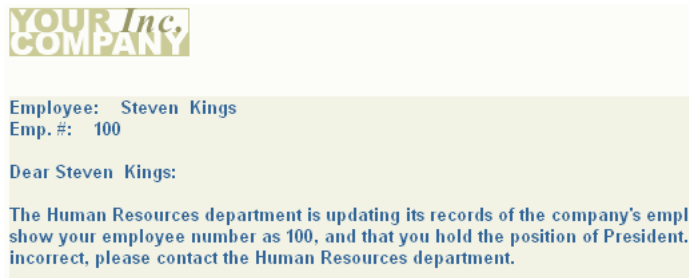 YOUR Inc.
COMPANY
Employee: Steven Kings
Emp. #: 100
Dear Steven Kings:
The Human Resources department is updating its records of the company's empl
show your employee number as 100, and that you hold the position of President.
incorrect, please contact the Human Resources department.